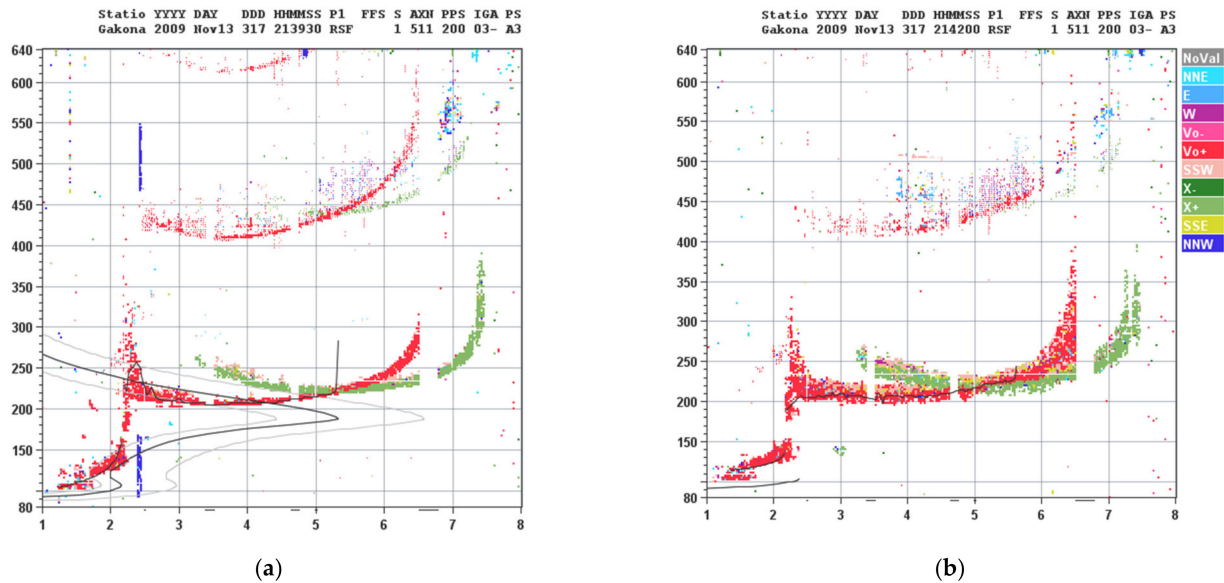 Statio YYYY DAY DDD HHMMSS P1 FFS S AXN PPS IGA PS
Gakona 2009 Nov13 317 213930 RSF 1 511 200 03- A3
640
600
550
500
450
400
350
300
250
200
150
80
1 2 3 4 5 6 7 8
(a)
Statio YYYY DAY DDD HHMMSS P1 FFS S AXN PPS IGA PS
Gakona 2009 Nov13 317 214200 RSF 1 511 200 03- A3
640
600
550
500
450
400
350
300
250
200
150
80
1 2 3 4 5 6 7 8
(b)
NoVal
NNE
E
W
Vo-
Vo+
SSW
X-
X+
SSE
NNW